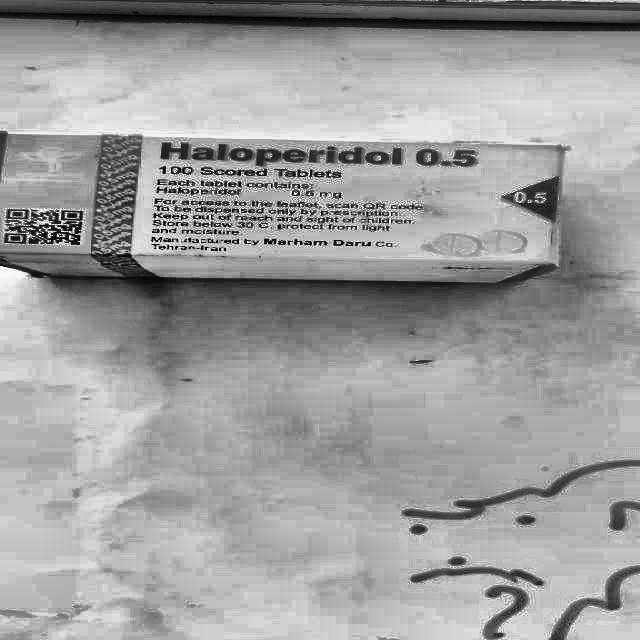 Haloperidol 0.5
100 Scored Tablets
Each tablet contains:
Haloperidol 0.5 mg
For access to the leaflet, scan QR code.
To be dispensed only by prescription.
Keep out of reach and sight of children.
Store below 30°C, protect from light
and moisture.
Manufactured by Marham Daru Co.
Tehran-Iran
0.5